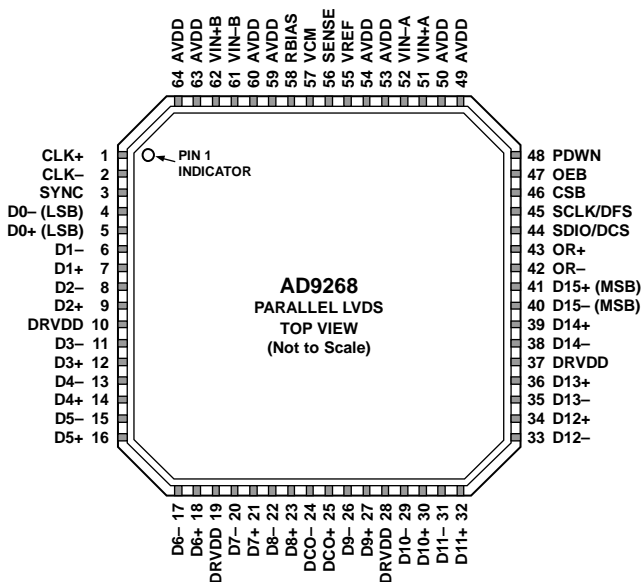 64 AVDD
63 AVDD
62 VIN+B
61 VIN–B
60 AVDD
59 AVDD
58 RBIAS
57 VCM
56 SENSE
55 VREF
54 AVDD
53 AVDD
52 VIN–A
51 VIN+A
50 AVDD
49 AVDD
CLK+ 1
CLK– 2
SYNC 3
D0– (LSB) 4
D0+ (LSB) 5
D1– 6
D1+ 7
D2– 8
D2+ 9
DRVDD 10
D3– 11
D3+ 12
D4– 13
D4+ 14
D5– 15
D5+ 16
PIN 1
INDICATOR
AD9268
PARALLEL LVDS
TOP VIEW
(Not to Scale)
48 PDWN
47 OEB
46 CSB
45 SCLK/DFS
44 SDIO/DCS
43 OR+
42 OR–
41 D15+ (MSB)
40 D15– (MSB)
39 D14+
38 D14–
37 DRVDD
36 D13+
35 D13–
34 D12+
33 D12–
D6– 17
D6+ 18
DRVDD 19
D7– 20
D7+ 21
D8– 22
D8+ 23
DCO– 24
DCO+ 25
D9– 26
D9+ 27
DRVDD 28
D10– 29
D10+ 30
D11– 31
D11+ 32